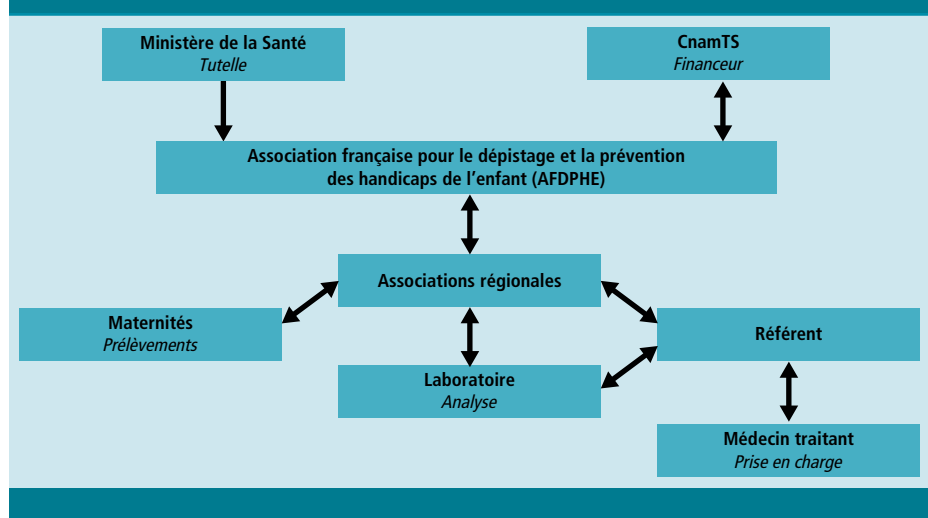 Ministère de la Santé
Tutelle
CnamTS
Financeur
Association française pour le dépistage et la prévention
des handicaps de l'enfant (AFDPHE)
Associations régionales
Maternités
Prélèvements
Référent
Laboratoire
Analyse
Médecin traitant
Prise en charge